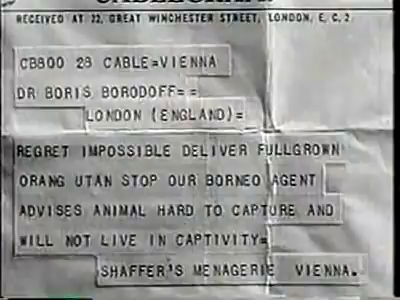 CABLEGRAM
RECEIVED AT 22, GREAT WINCHESTER STREET, LONDON, E.C.2.
CB800 28 CABLE=VIENNA
DR BORIS BORODOFF= =
LONDON (ENGLAND)=
REGRET IMPOSSIBLE DELIVER FULLGROWN
ORANG UTAN STOP OUR BORNEO AGENT
ADVISES ANIMAL HARD TO CAPTURE AND
WILL NOT LIVE IN CAPTIVITY=
SHAFFER'S MENAGERIE VIENNA.